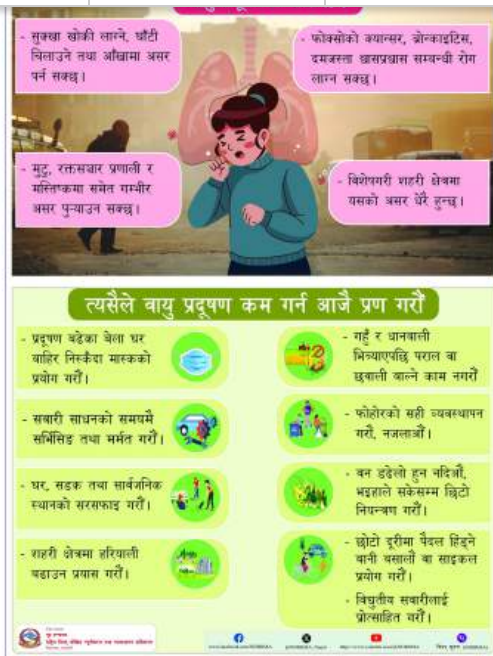 - सुक्खा खोकी लाग्ने, घाँटी
चिलाउने तथा आँखामा असर
पर्न सक्छ।
- फोक्सोको क्यान्सर, ब्रोन्काइटिस,
दमजस्ता श्वासप्रश्वास सम्बन्धी रोग
लाग्न सक्छ।
- मुटु, रक्तसञ्चार प्रणाली र
मस्तिष्कमा समेत गम्भीर
असर पुऱ्याउन सक्छ।
- विशेषगरी शहरी क्षेत्रमा
यसको असर धेरै हुन्छ।
त्यसैले वायु प्रदूषण कम गर्न आजै प्रण गरौं
- प्रदूषण बढेका बेला घर
बाहिर निस्कँदा मास्कको
प्रयोग गरौं।
- सवारी साधनको समयमै
सर्भिसिङ तथा मर्मत गरौं।
- घर, सडक तथा सार्वजनिक
स्थानको सरसफाइ गरौं।
- शहरी क्षेत्रमा हरियाली
बढाउन प्रयास गरौं।
- गहुँ र धानवाली
भित्र्याएपछि पराल वा
छ्वाली बाल्ने काम नगरौं
- फोहोरको सही व्यवस्थापन
गरौं, नजलाऔं।
- वन डढेलो हुन नदिऔं,
भइहाले सकेसम्म छिटो
नियन्त्रण गरौं।
- छोटो दूरीमा पैदल हिंड्ने
बानी बसालौं वा साइकल
प्रयोग गरौं।
- विद्युतीय सवारीलाई
प्रोत्साहित गरौं।